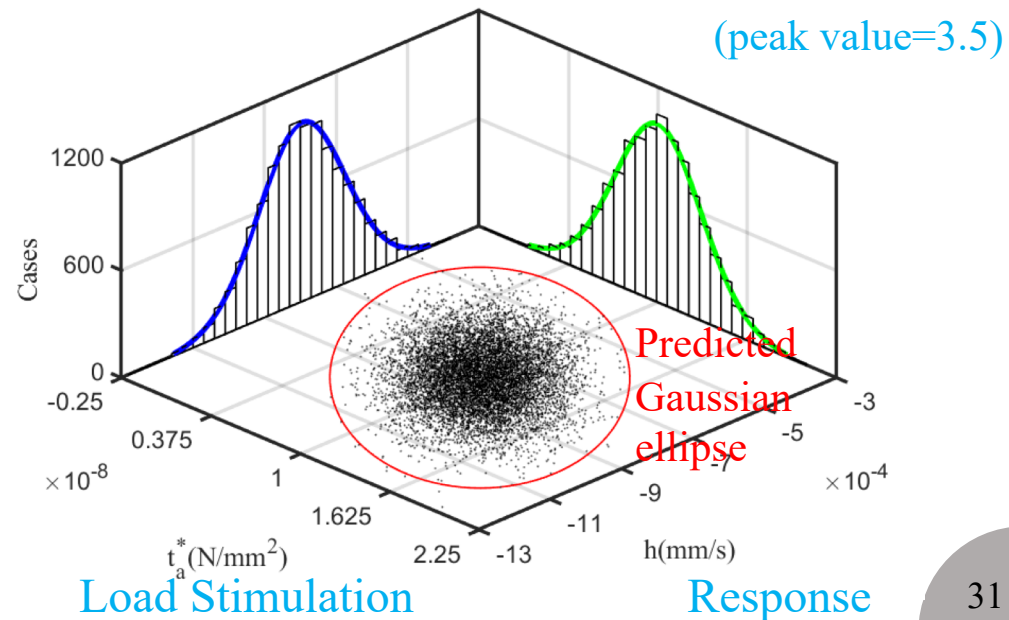 (peak value=3.5)
1200
600
0
Cases
-0.25
0.375
1
1.625
2.25
×10⁻⁸
t*ₐ(N/mm²)
Predicted
Gaussian
ellipse
-3
-5
-7
-9
-11
-13
×10⁻⁴
h(mm/s)
Load Stimulation
Response
31